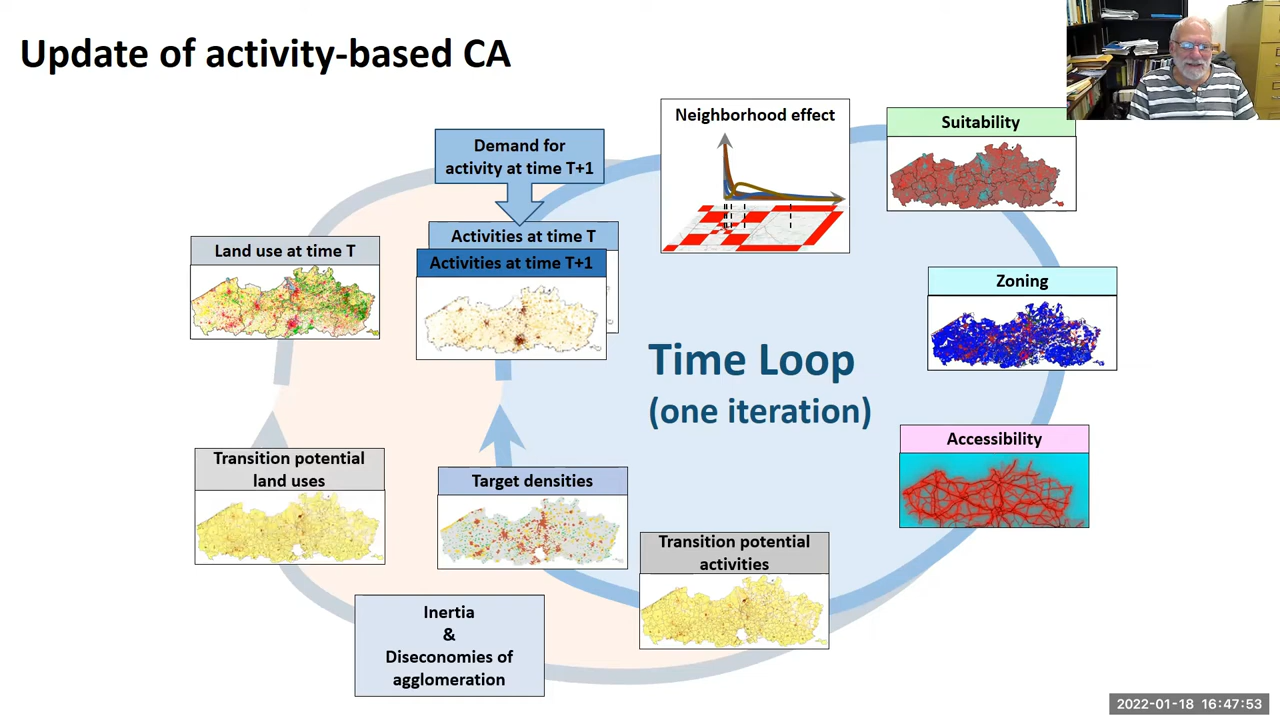 Update of activity-based CA
Demand for
activity at time T+1
Neighborhood effect
Suitability
Land use at time T
Activities at time T
Activities at time T+1
Zoning
Time Loop
(one iteration)
Accessibility
Transition potential
land uses
Target densities
Transition potential
activities
Inertia
&
Diseconomies of
agglomeration
2022-01-18 16:47:53